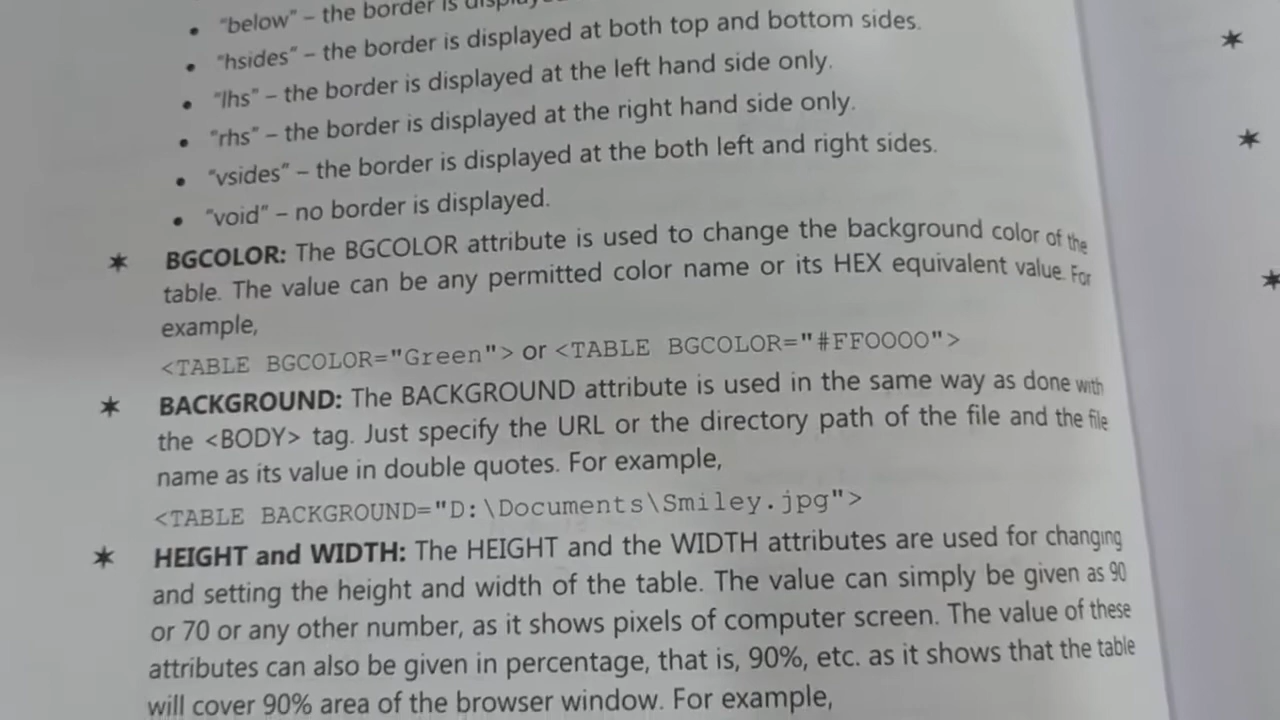 • "below" – the border is
• "hsides" – the border is displayed at both top and bottom sides.
• "lhs" – the border is displayed at the left hand side only.
• "rhs" – the border is displayed at the right hand side only.
• "vsides" – the border is displayed at the both left and right sides.
• "void" – no border is displayed.
✶ BGCOLOR: The BGCOLOR attribute is used to change the background color of the
table. The value can be any permitted color name or its HEX equivalent value. For
example,
<TABLE BGCOLOR="Green"> or <TABLE BGCOLOR="#FFOOOO">
✶ BACKGROUND: The BACKGROUND attribute is used in the same way as done with
the <BODY> tag. Just specify the URL or the directory path of the file and the file
name as its value in double quotes. For example,
<TABLE BACKGROUND="D:\Documents\Smiley.jpg">
✶ HEIGHT and WIDTH: The HEIGHT and the WIDTH attributes are used for changing
and setting the height and width of the table. The value can simply be given as 90
or 70 or any other number, as it shows pixels of computer screen. The value of these
attributes can also be given in percentage, that is, 90%, etc. as it shows that the table
will cover 90% area of the browser window. For example,